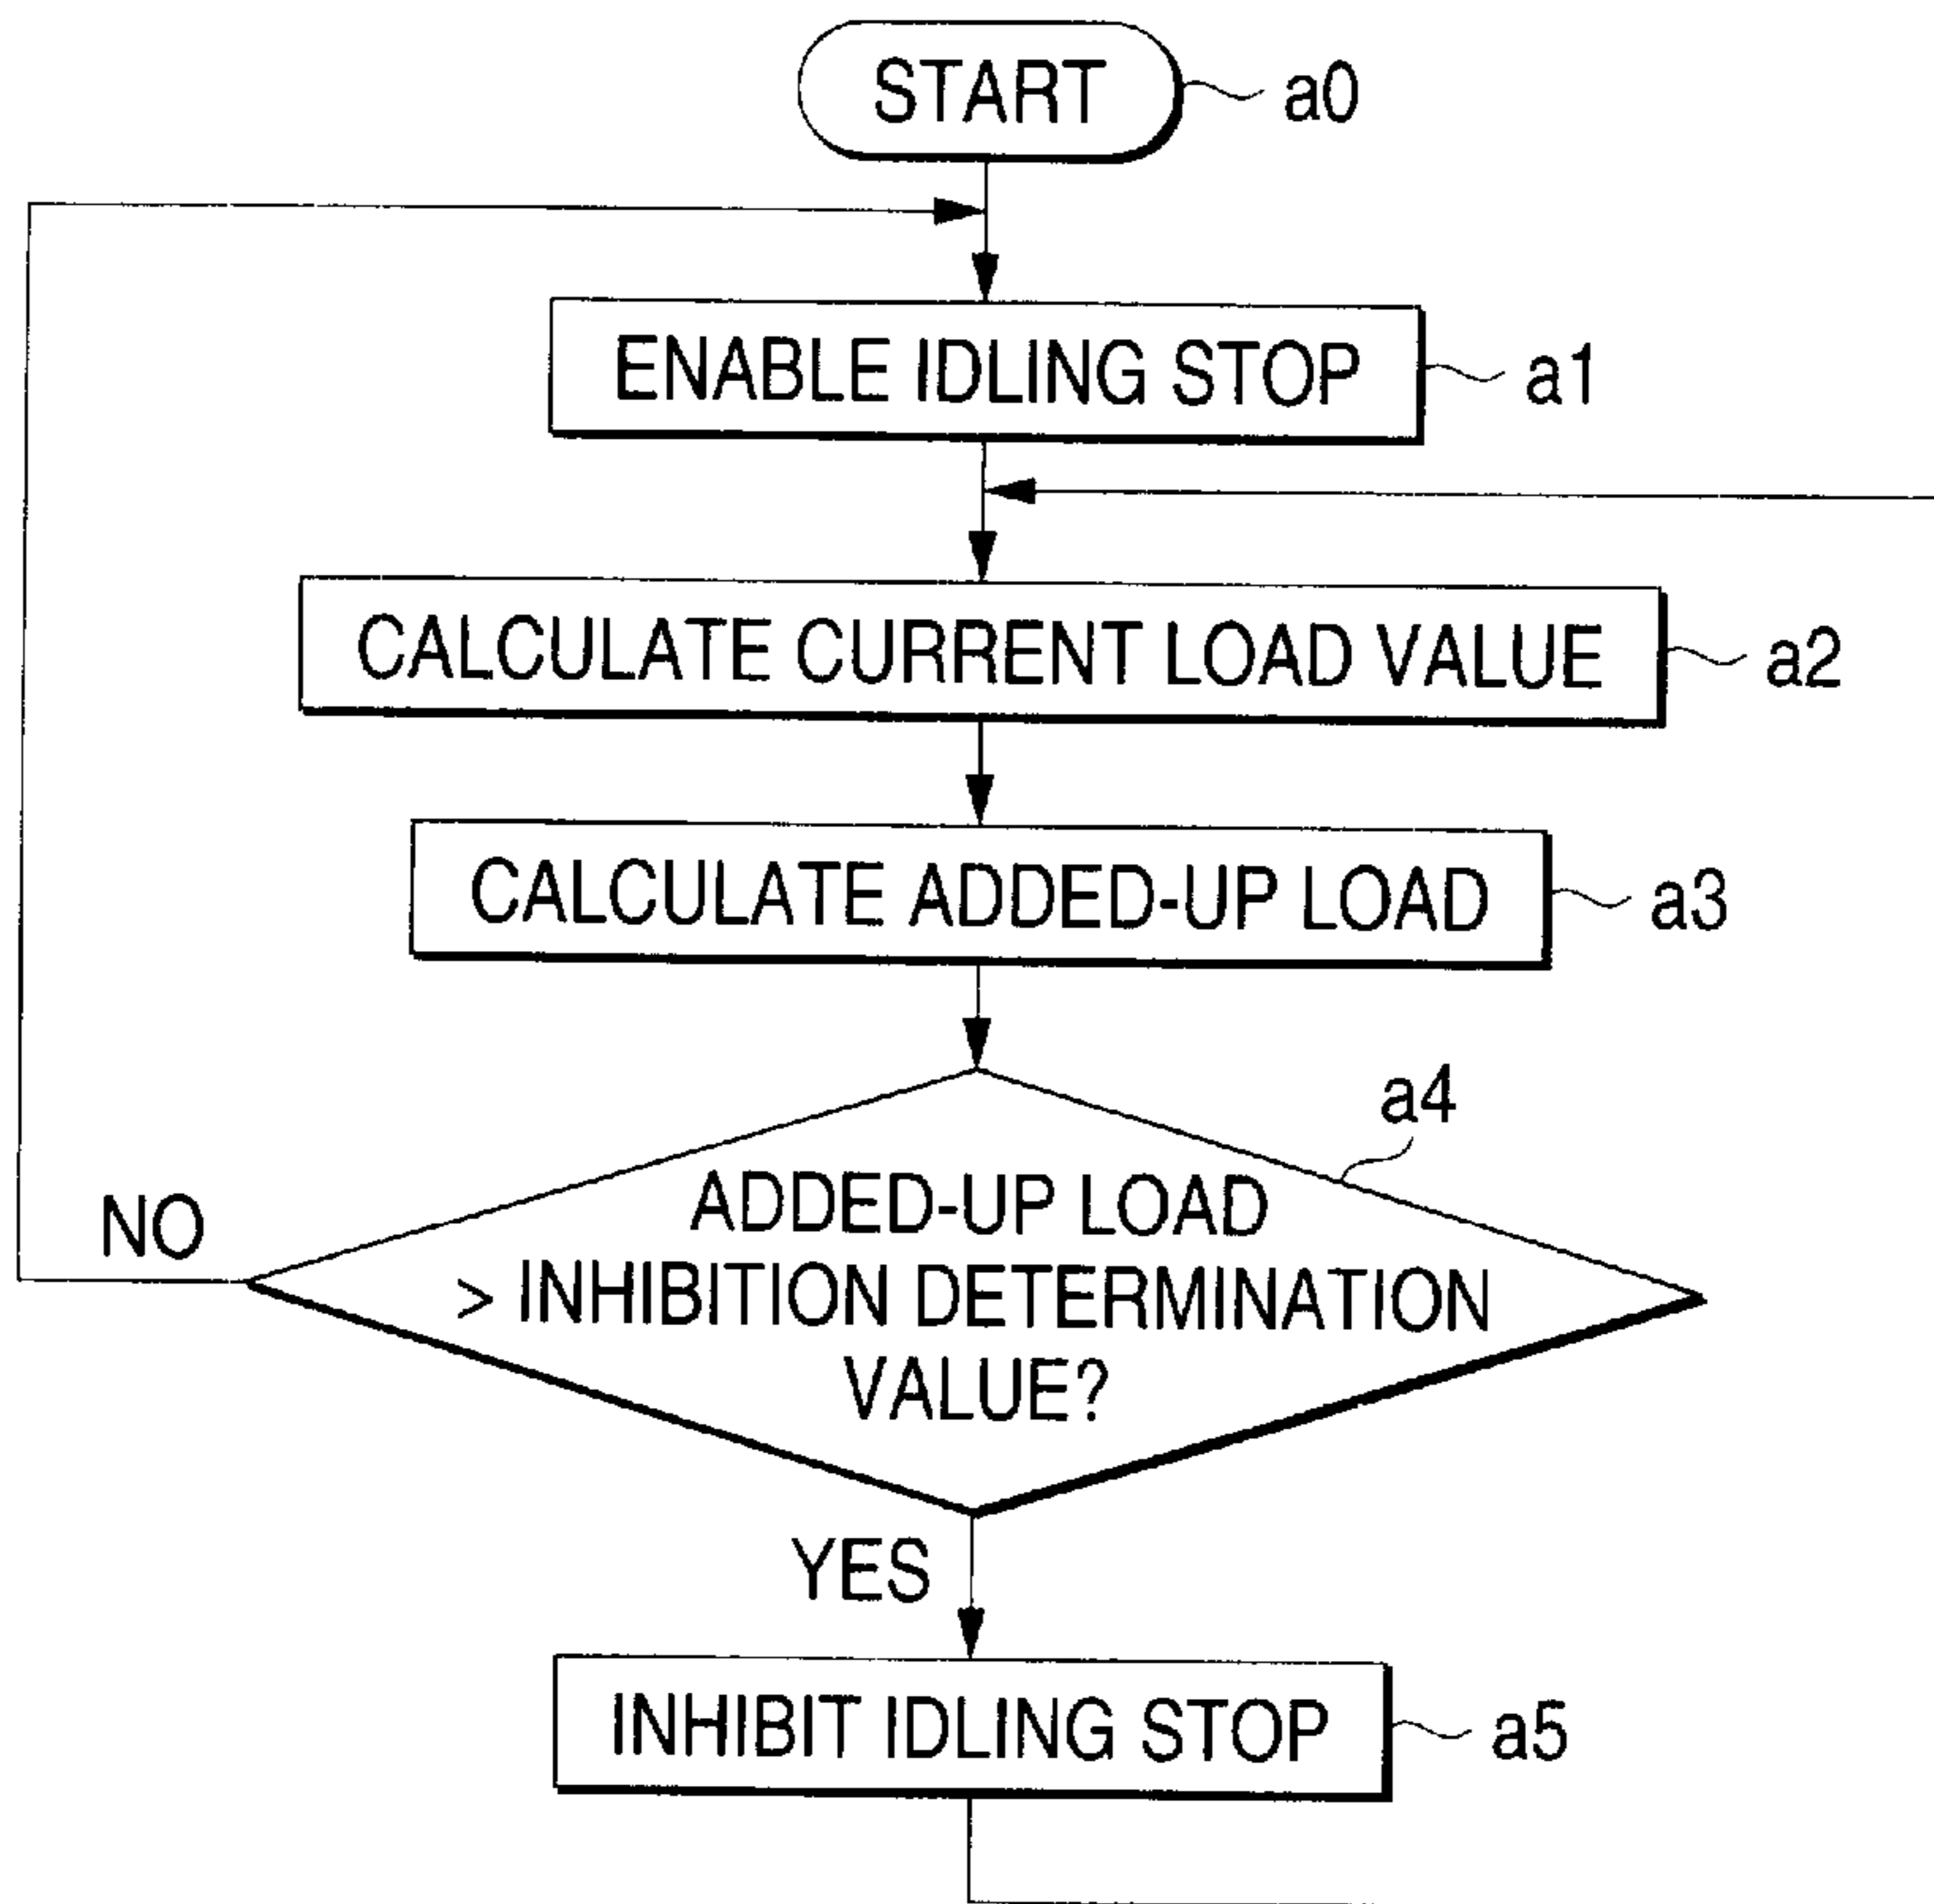 START
a0
ENABLE IDLING STOP
a1
CALCULATE CURRENT LOAD VALUE
a2
CALCULATE ADDED-UP LOAD
a3
a4
ADDED-UP LOAD
> INHIBITION DETERMINATION
VALUE?
NO
YES
INHIBIT IDLING STOP
a5